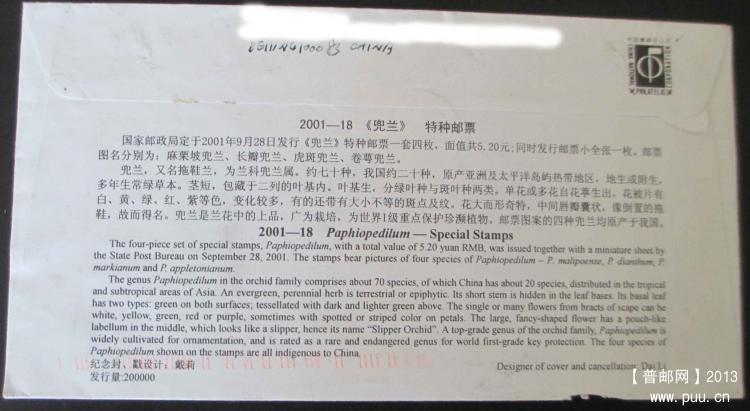 BEIJING 100083 CHINA
CHINA NATIONAL
PHILATELIC
CORPORATION
2001—18 《兜兰》 特种邮票
国家邮政局定于2001年9月28日发行《兜兰》特种邮票一套四枚，面值共5.20元；同时发行邮票小全张一枚。邮票
图名分别为：麻栗坡兜兰、长瓣兜兰、虎斑兜兰、卷萼兜兰。
兜兰，又名拖鞋兰，为兰科兜兰属。约七十种，我国约二十种，原产亚洲及太平洋岛屿热带地区，地生或附生，
多年生常绿草本。茎短，包藏于二列的叶基内。叶基生，分绿叶种与斑叶种两类。单花或多花自花葶生出，花被片有
白、黄、绿、红、紫等色，变化较多，有的还带有大小不等的斑点及纹。花大而形奇特，中间唇瓣囊状，像倒置的拖
鞋，故而得名。兜兰是兰花中的上品，广为栽培，为世界Ⅰ级重点保护珍濒植物，邮票图案的四种兜兰均原产于我国。
2001—18 Paphiopedilum — Special Stamps
The four-piece set of special stamps, Paphiopedilum, with a total value of 5.20 yuan RMB, was issued together with a miniature sheet by
the State Post Bureau on September 28, 2001. The stamps bear pictures of four species of Paphiopedilum – P. malipoense, P. dianthum, P.
markianum and P. appletonianum.
The genus Paphiopedilum in the orchid family comprises about 70 species, of which China has about 20 species, distributed in the tropical
and subtropical areas of Asia. An evergreen, perennial herb is terrestrial or epiphytic. Its short stem is hidden in the leaf bases. Its basal leaf
has two types: green on both surfaces; tessellated with dark and lighter green above. The single or many flowers from bracts of scape can be
white, yellow, green, red or purple, sometimes with spotted or striped color on petals. The large, fancy-shaped flower has a pouch-like
labellum in the middle, which looks like a slipper, hence its name “Slipper Orchid”. A top-grade genus of the orchid family, Paphiopedilum is
widely cultivated for ornamentation, and is rated as a rare and endangered genus for world first-grade key protection. The four species of
Paphiopedilum shown on the stamps are all indigenous to China.
纪念封、戳设计：戴莉
Designer of cover and cancellation: Dai Li
发行量：200000
【普邮网】2013
www.puu.cn